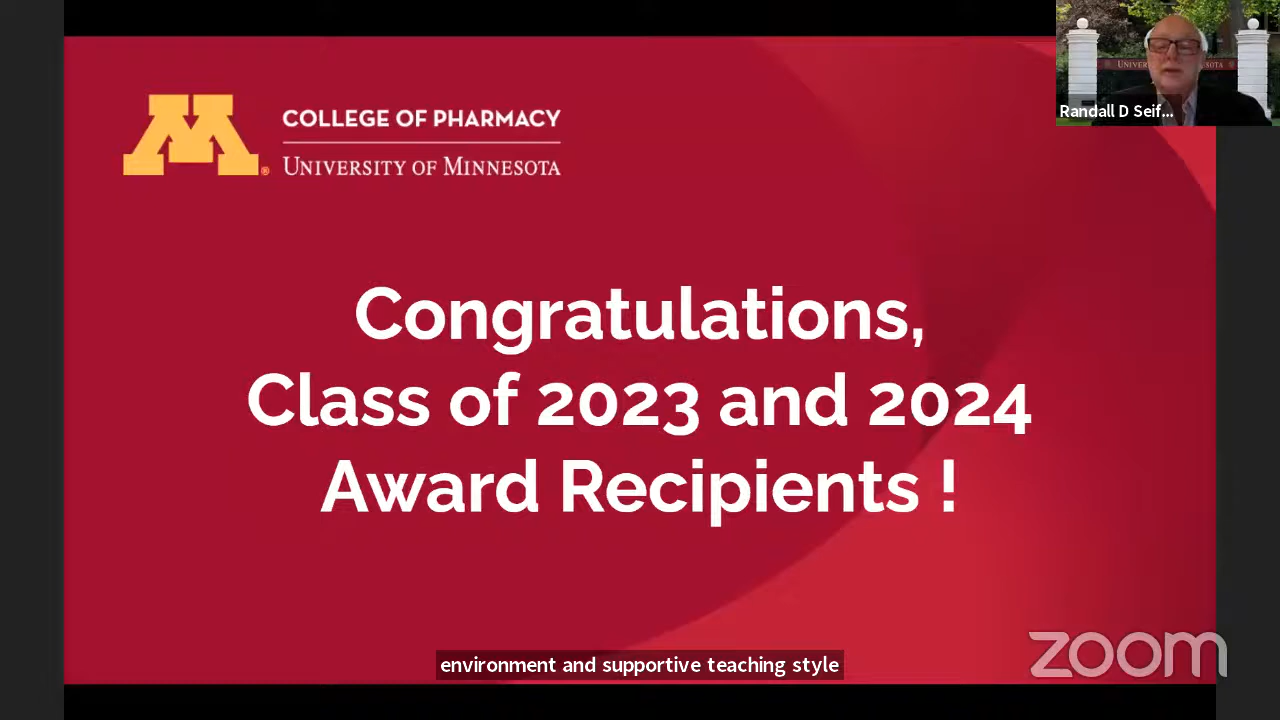 COLLEGE OF PHARMACY
UNIVERSITY OF MINNESOTA
Congratulations,
Class of 2023 and 2024
Award Recipients !
Randall D Seif...
environment and supportive teaching style
zoom